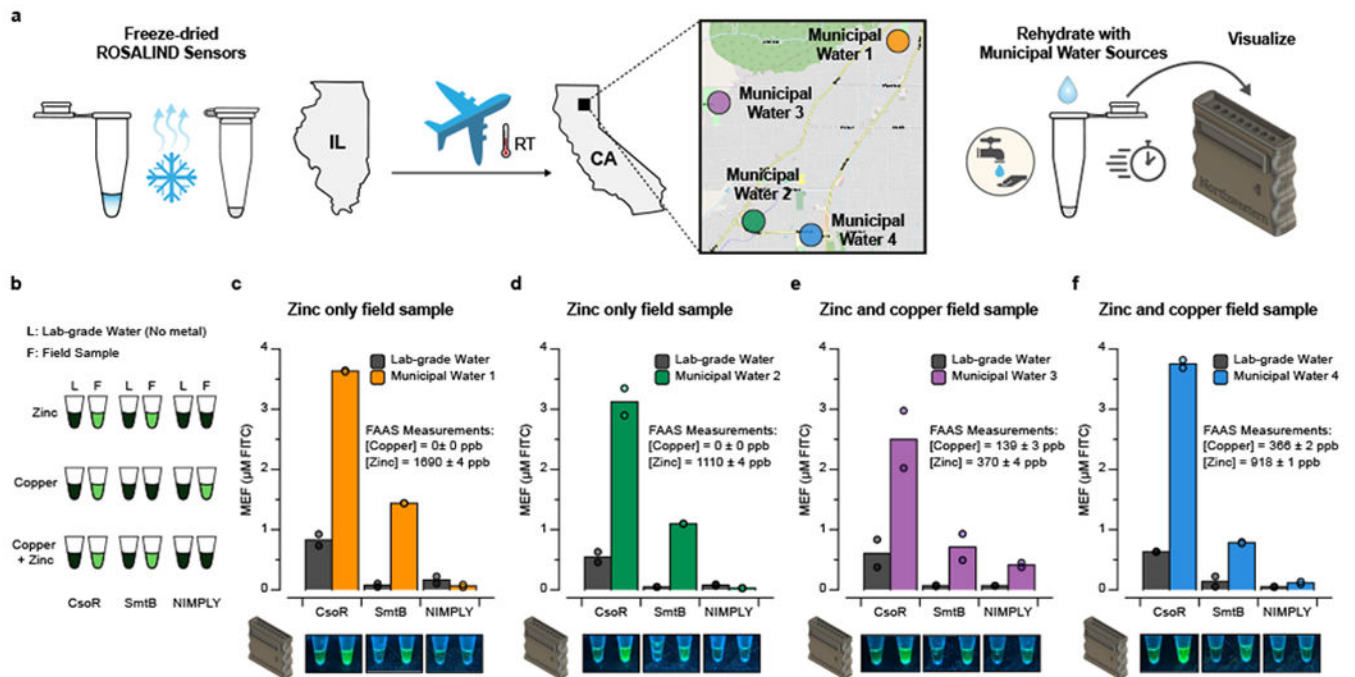 a
Freeze-dried
ROSALIND Sensors
IL
RT
CA
Municipal
Water 1
Municipal
Water 3
Municipal
Water 2
Municipal
Water 4
Rehydrate with
Municipal Water Sources
Visualize
Northwestern
b
L: Lab-grade Water (No metal)
F: Field Sample
L F L F L F
Zinc
Copper
Copper
+ Zinc
CsoR SmtB NIMPLY
c
Zinc only field sample
MEF (µM FITC)
4
3
2
1
0
Lab-grade Water
Municipal Water 1
FAAS Measurements:
[Copper] = 0± 0 ppb
[Zinc] = 1690 ± 4 ppb
CsoR SmtB NIMPLY
d
Zinc only field sample
MEF (µM FITC)
4
3
2
1
0
Lab-grade Water
Municipal Water 2
FAAS Measurements:
[Copper] = 0 ± 0 ppb
[Zinc] = 1110 ± 4 ppb
CsoR SmtB NIMPLY
e
Zinc and copper field sample
MEF (µM FITC)
4
3
2
1
0
Lab-grade Water
Municipal Water 3
FAAS Measurements:
[Copper] = 139 ± 3 ppb
[Zinc] = 370 ± 4 ppb
CsoR SmtB NIMPLY
f
Zinc and copper field sample
MEF (µM FITC)
4
3
2
1
0
Lab-grade Water
Municipal Water 4
FAAS Measurements:
[Copper] = 366 ± 2 ppb
[Zinc] = 918 ± 1 ppb
CsoR SmtB NIMPLY